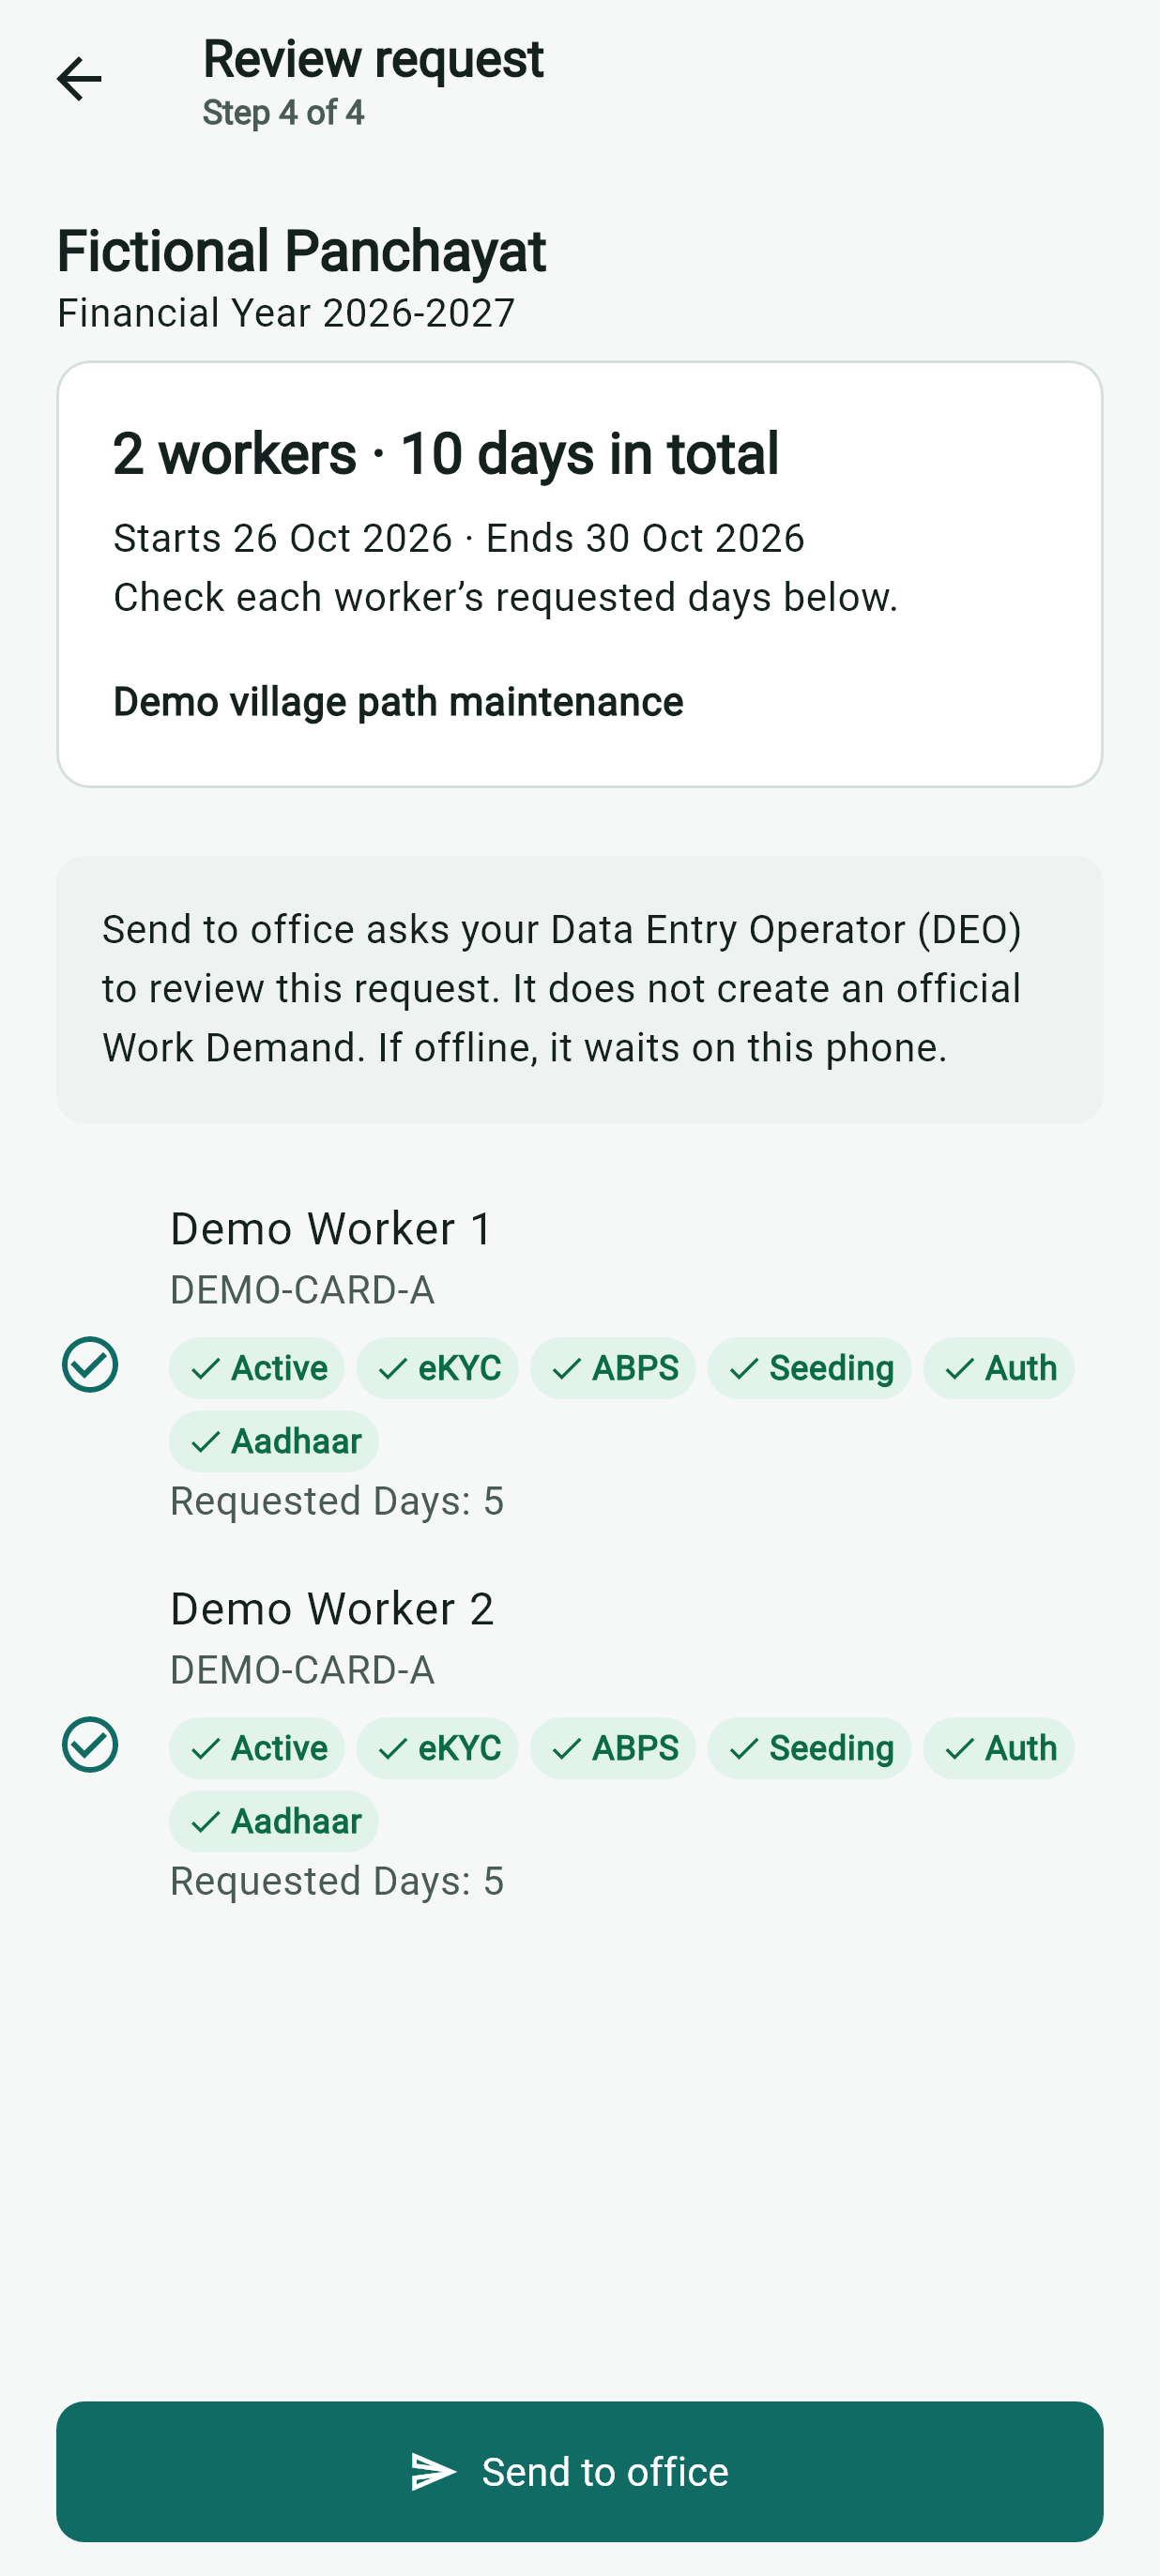 Review request
Step 4 of 4
Fictional Panchayat
Financial Year 2026-2027
2 workers · 10 days in total
Starts 26 Oct 2026 · Ends 30 Oct 2026
Check each worker’s requested days below.
Demo village path maintenance
Send to office asks your Data Entry Operator (DEO)
to review this request. It does not create an official
Work Demand. If offline, it waits on this phone.
Demo Worker 1
DEMO-CARD-A
Active eKYC ABPS Seeding Auth
Aadhaar
Requested Days: 5
Demo Worker 2
DEMO-CARD-A
Active eKYC ABPS Seeding Auth
Aadhaar
Requested Days: 5
Send to office